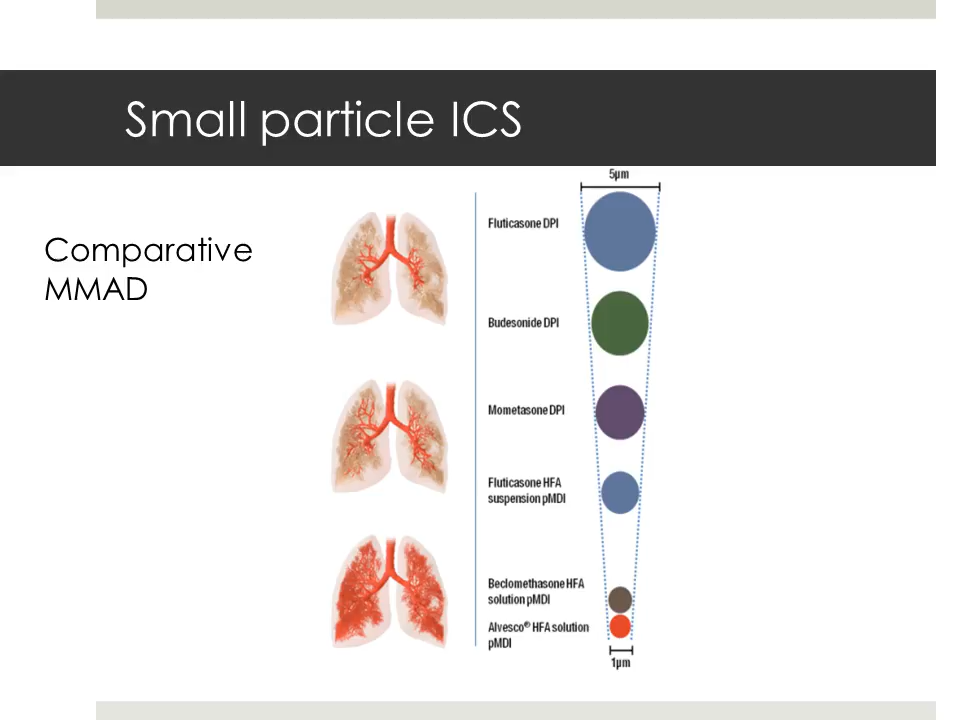 Small particle ICS
Comparative
MMAD
5µm
Fluticasone DPI
Budesonide DPI
Mometasone DPI
Fluticasone HFA
suspension pMDI
Beclomethasone HFA
solution pMDI
Alvesco® HFA solution
pMDI
1µm